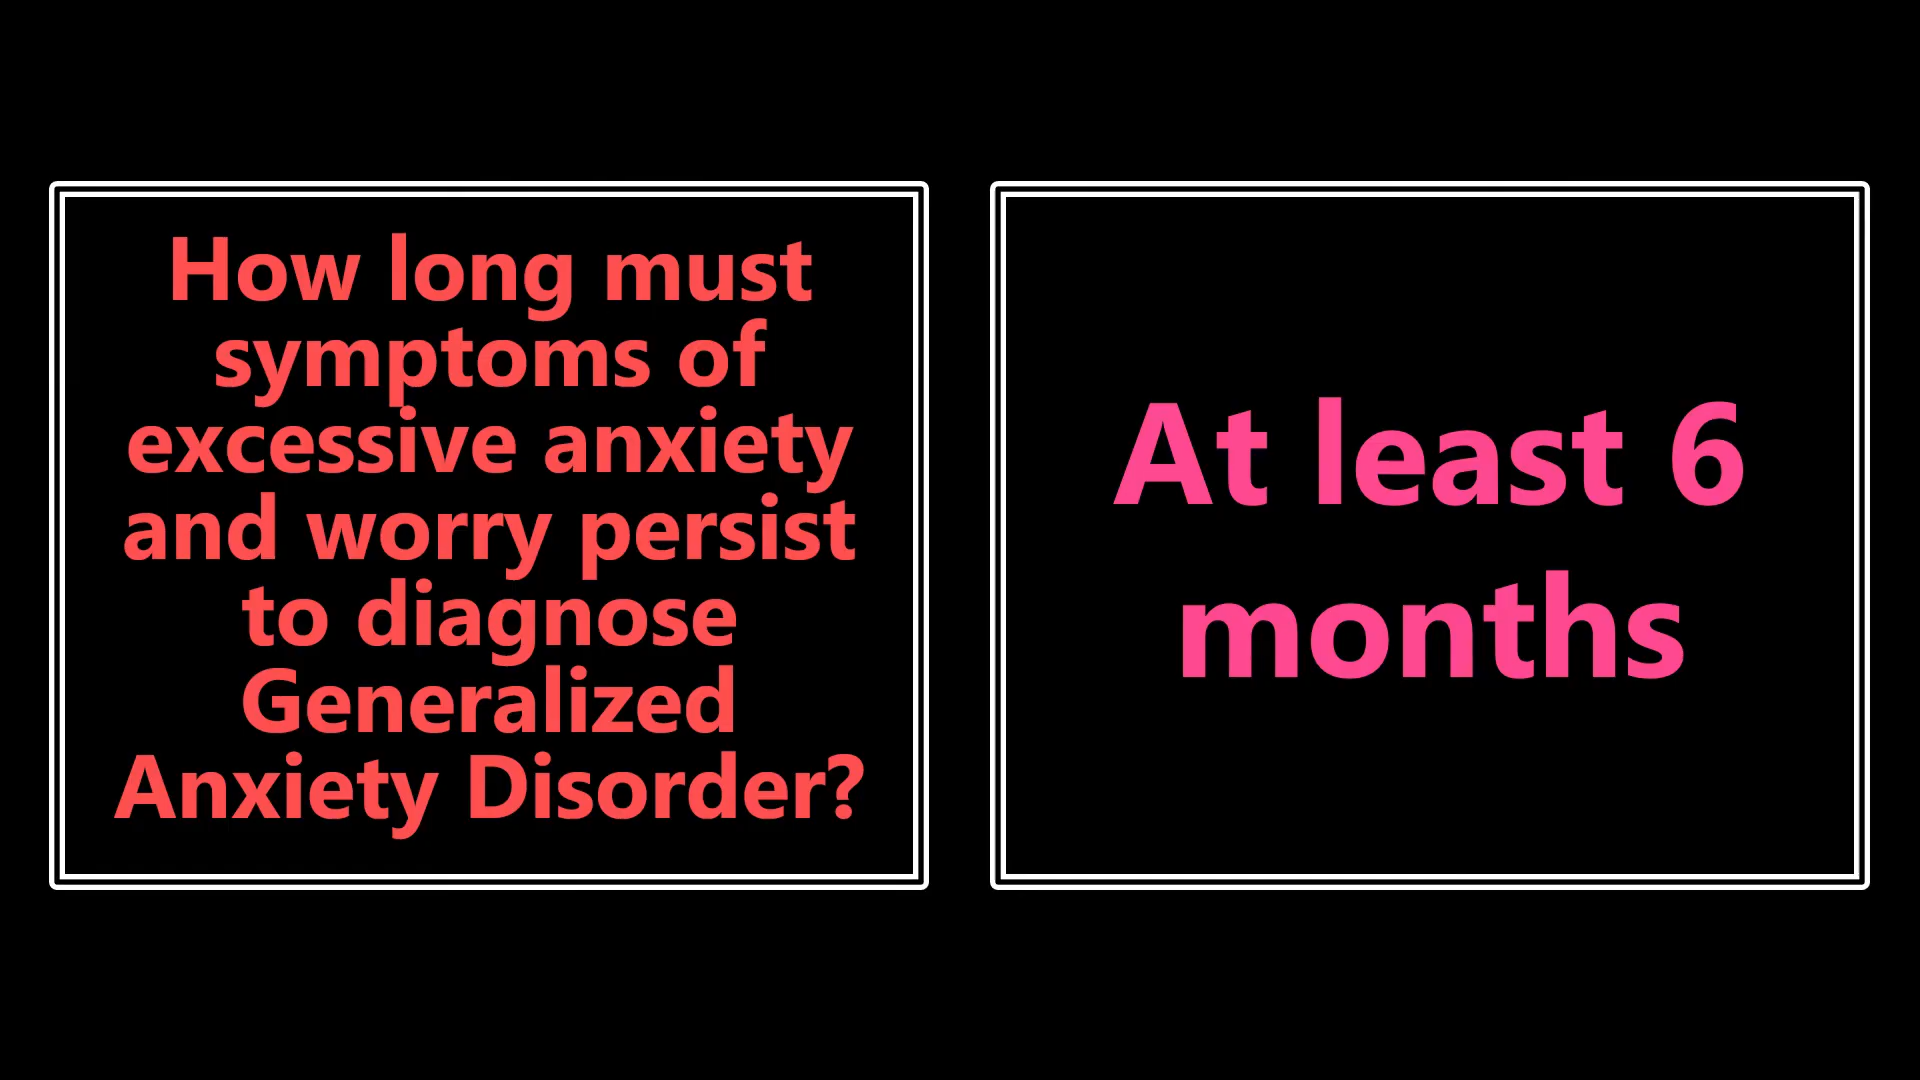 How long must
symptoms of
excessive anxiety
and worry persist
to diagnose
Generalized
Anxiety Disorder?
At least 6
months